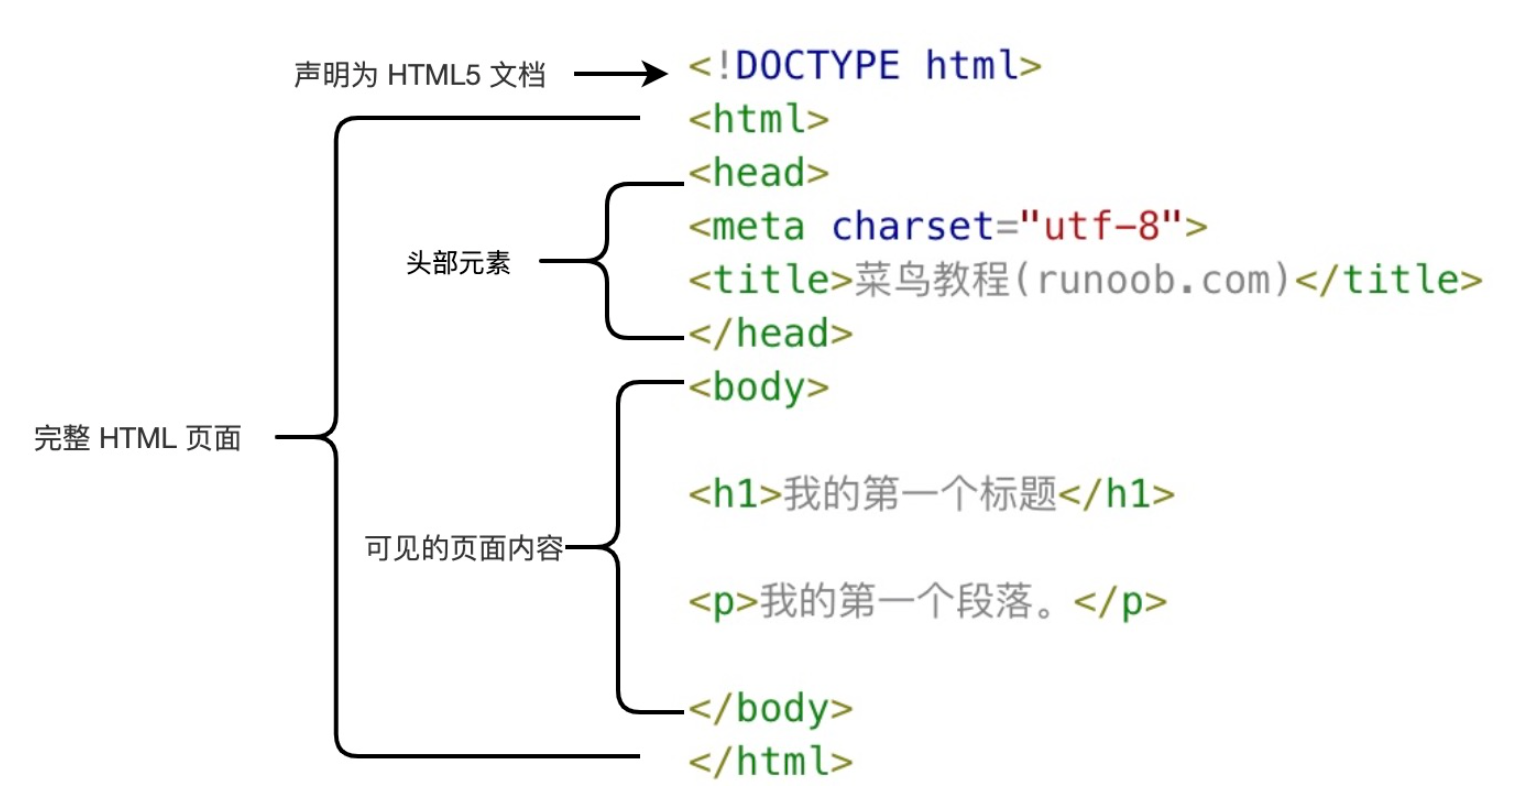 声明为 HTML5 文档
<!DOCTYPE html>
<html>
<head>
<meta charset="utf-8">
头部元素
<title>菜鸟教程(runoob.com)</title>
</head>
<body>
完整 HTML 页面
<h1>我的第一个标题</h1>
可见的页面内容
<p>我的第一个段落。</p>
</body>
</html>